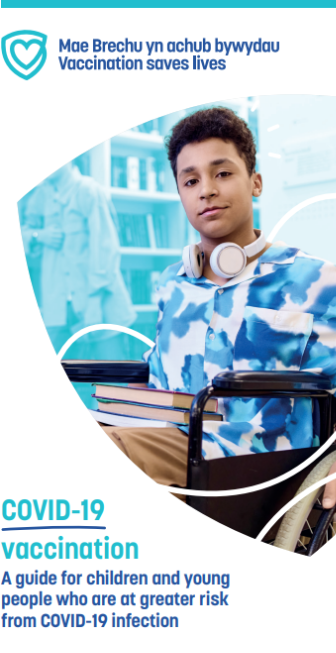 Mae Brechu yn achub bywydau
Vaccination saves lives
COVID-19
vaccination
A guide for children and young
people who are at greater risk
from COVID-19 infection